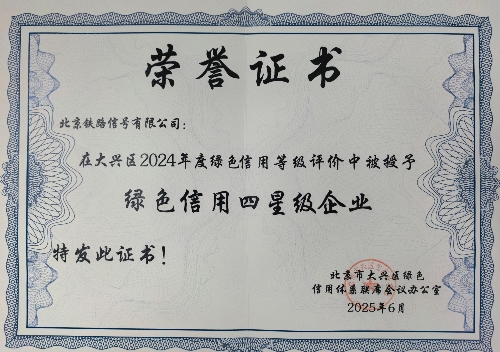 荣誉证书
北京铁路信号有限公司：
在大兴区2024年度绿色信用等级评价中被授予
绿色信用四星级企业
特发此证书！
北京市大兴区绿色
信用体系联席会议办公室
2025年6月